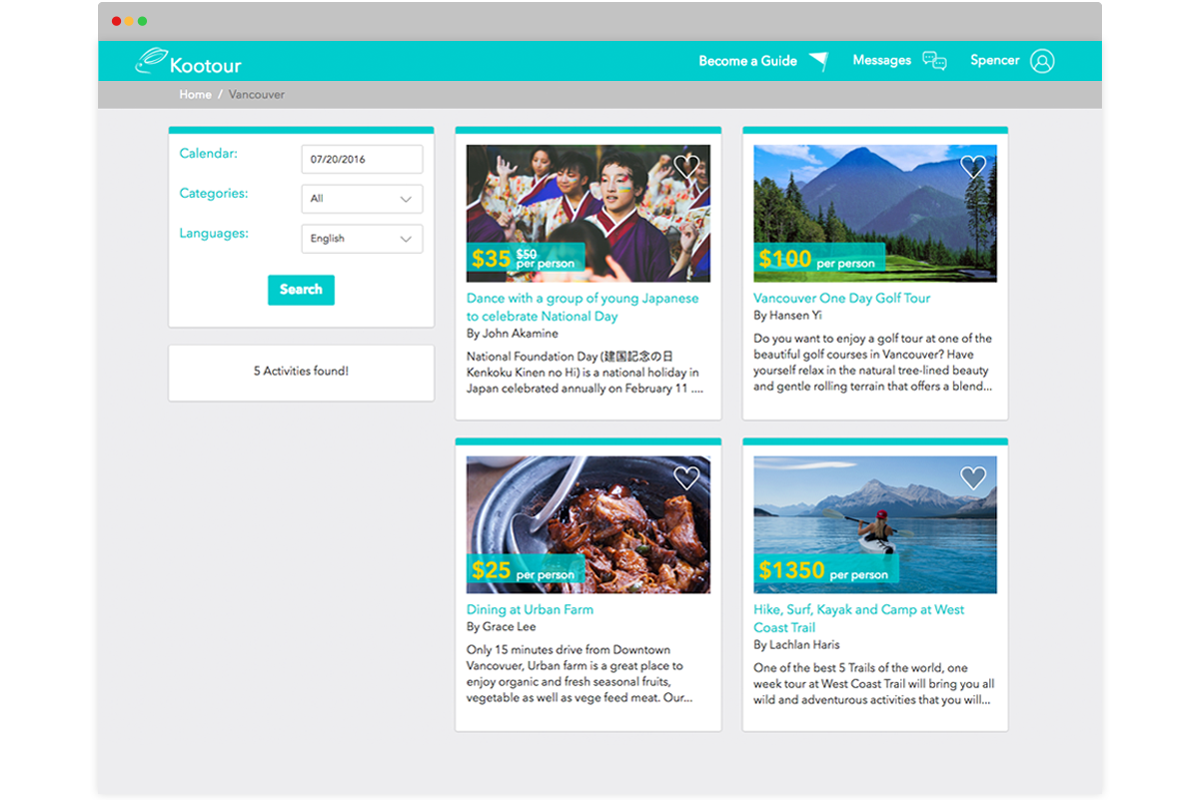 Kootour
Become a Guide
Messages
Spencer
Home / Vancouver
Calendar:
07/20/2016
Categories:
All
Languages:
English
Search
5 Activities found!
$35 $50
per person
Dance with a group of young Japanese
to celebrate National Day
By John Akamine
National Foundation Day (建国記念の日
Kenkoku Kinen no Hi) is a national holiday in
Japan celebrated annually on February 11 ....
$100 per person
Vancouver One Day Golf Tour
By Hansen Yi
Do you want to enjoy a golf tour at one of the
beautiful golf courses in Vancouver? Have
yourself relax in the natural tree-lined beauty
and gentle rolling terrain that offers a blend...
$25 per person
Dining at Urban Farm
By Grace Lee
Only 15 minutes drive from Downtown
Vancovuer, Urban farm is a great place to
enjoy organic and fresh seasonal fruits,
vegetable as well as vege feed meat. Our...
$1350 per person
Hike, Surf, Kayak and Camp at West
Coast Trail
By Lachlan Haris
One of the best 5 Trails of the world, one
week tour at West Coast Trail will bring you all
wild and adventurous activities that you will...